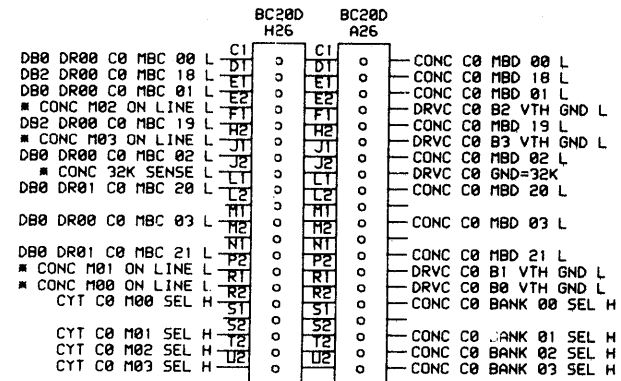 BC20D BC20D
H26 A26
C1 C1
DB0 DR00 C0 MBC 00 L D1 D1 CONC C0 MBD 00 L
DB2 DR00 C0 MBC 18 L E1 E1 CONC C0 MBD 18 L
DB0 DR00 C0 MBC 01 L E2 E2 CONC C0 MBD 01 L
* CONC M02 ON LINE L F1 F1 DRVC C0 B2 VTH GND L
DB2 DR00 C0 MBC 19 L H2 H2 CONC C0 MBD 19 L
* CONC M03 ON LINE L J1 J1 DRVC C0 B3 VTH GND L
DB0 DR00 C0 MBC 02 L J2 J2 CONC C0 MBD 02 L
* CONC 32K SENSE L L1 L1 DRVC C0 GND=32K
DB0 DR01 C0 MBC 20 L L2 L2 CONC C0 MBD 20 L
M1 M1
DB0 DR00 C0 MBC 03 L M2 M2 CONC C0 MBD 03 L
N1 N1
DB0 DR01 C0 MBC 21 L P2 P2 CONC C0 MBD 21 L
* CONC M01 ON LINE L R1 R1 DRVC C0 B1 VTH GND L
* CONC M00 ON LINE L R2 R2 DRVC C0 B0 VTH GND L
CYT C0 M00 SEL H S1 S1 CONC C0 BANK 00 SEL H
S2 S2
CYT C0 M01 SEL H T2 T2 CONC C0 BANK 01 SEL H
CYT C0 M02 SEL H U2 U2 CONC C0 BANK 02 SEL H
CYT C0 M03 SEL H CONC C0 BANK 03 SEL H